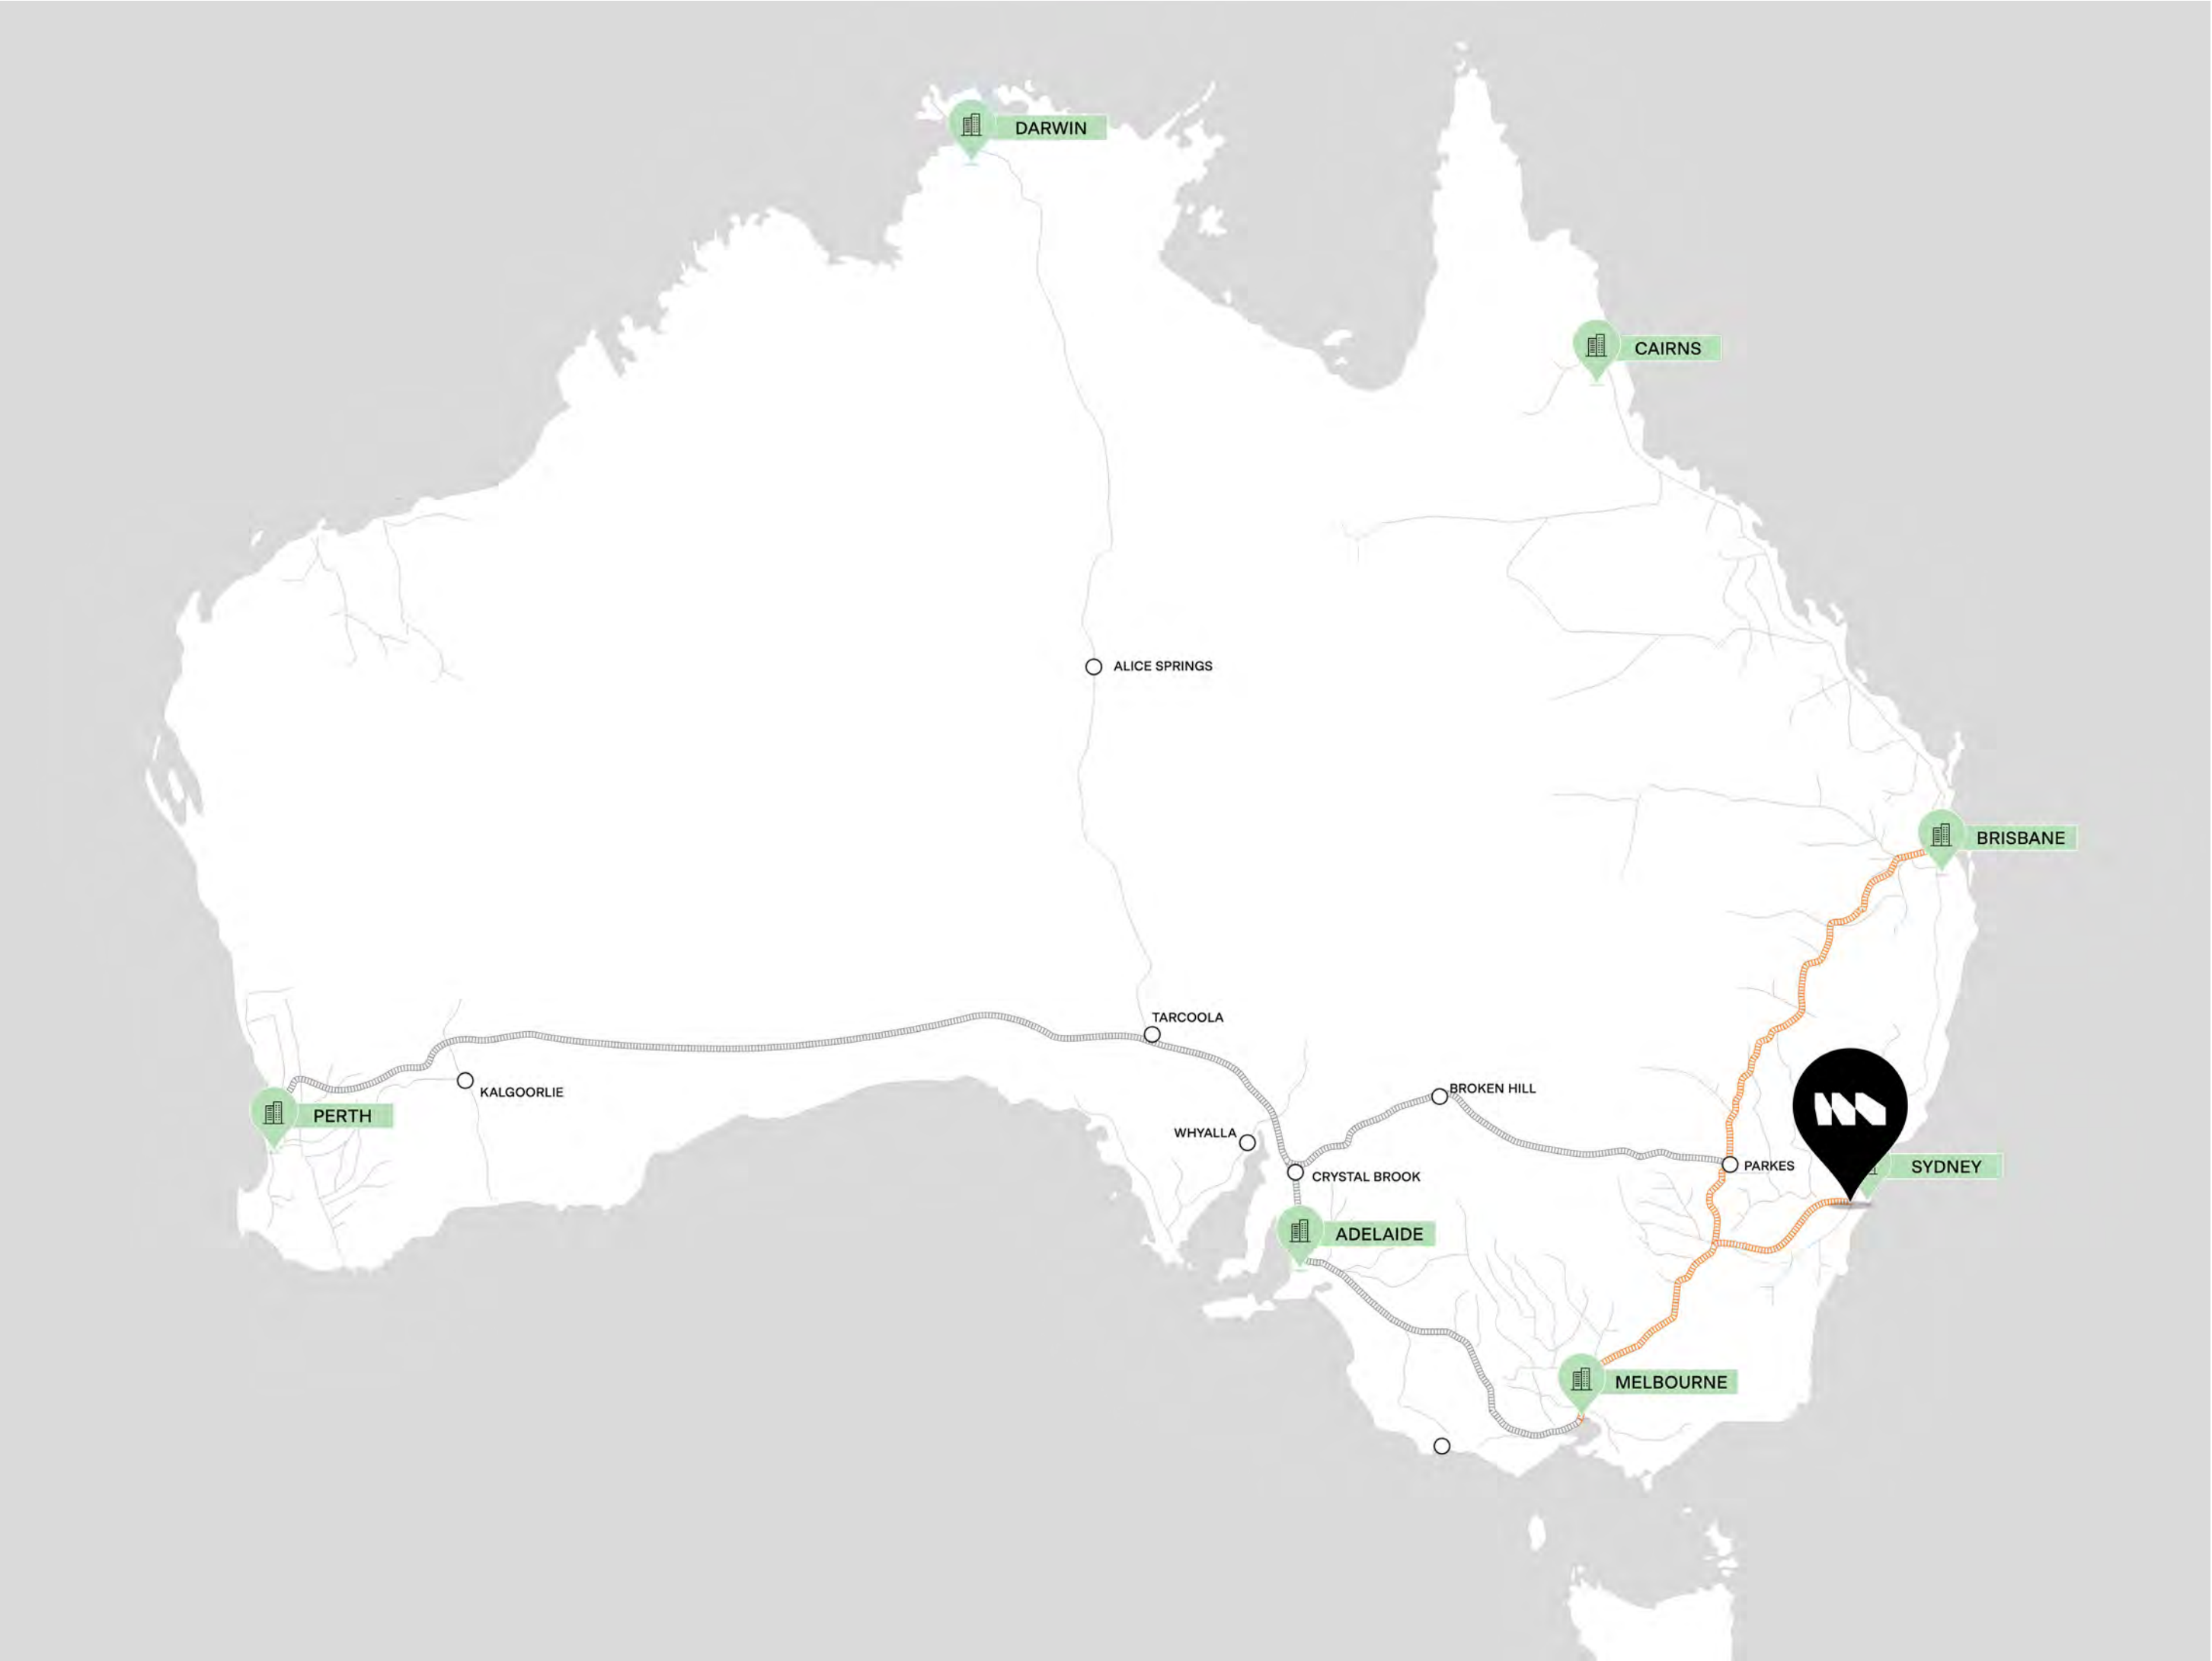 DARWIN
CAIRNS
ALICE SPRINGS
BRISBANE
TARCOOLA
BROKEN HILL
KALGOORLIE
PERTH
WHYALLA
PARKES
SYDNEY
CRYSTAL BROOK
ADELAIDE
MELBOURNE